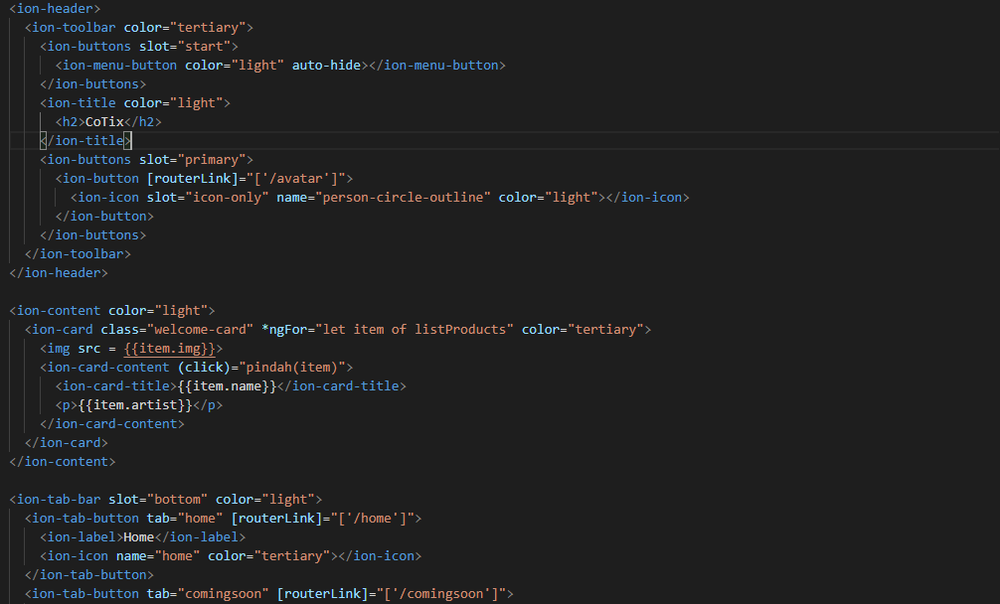 <ion-header>
  <ion-toolbar color="tertiary">
    <ion-buttons slot="start">
      <ion-menu-button color="light" auto-hide></ion-menu-button>
    </ion-buttons>
    <ion-title color="light">
      <h2>CoTix</h2>
    </ion-title>
    <ion-buttons slot="primary">
      <ion-button [routerLink]="['/avatar']">
        <ion-icon slot="icon-only" name="person-circle-outline" color="light"></ion-icon>
      </ion-button>
    </ion-buttons>
  </ion-toolbar>
</ion-header>

<ion-content color="light">
  <ion-card class="welcome-card" *ngFor="let item of listProducts" color="tertiary">
    <img src = {{item.img}}>
    <ion-card-content (click)="pindah(item)">
      <ion-card-title>{{item.name}}</ion-card-title>
      <p>{{item.artist}}</p>
    </ion-card-content>
  </ion-card>
</ion-content>

<ion-tab-bar slot="bottom" color="light">
  <ion-tab-button tab="home" [routerLink]="['/home']">
    <ion-label>Home</ion-label>
    <ion-icon name="home" color="tertiary"></ion-icon>
  </ion-tab-button>
  <ion-tab-button tab="comingsoon" [routerLink]="['/comingsoon']">